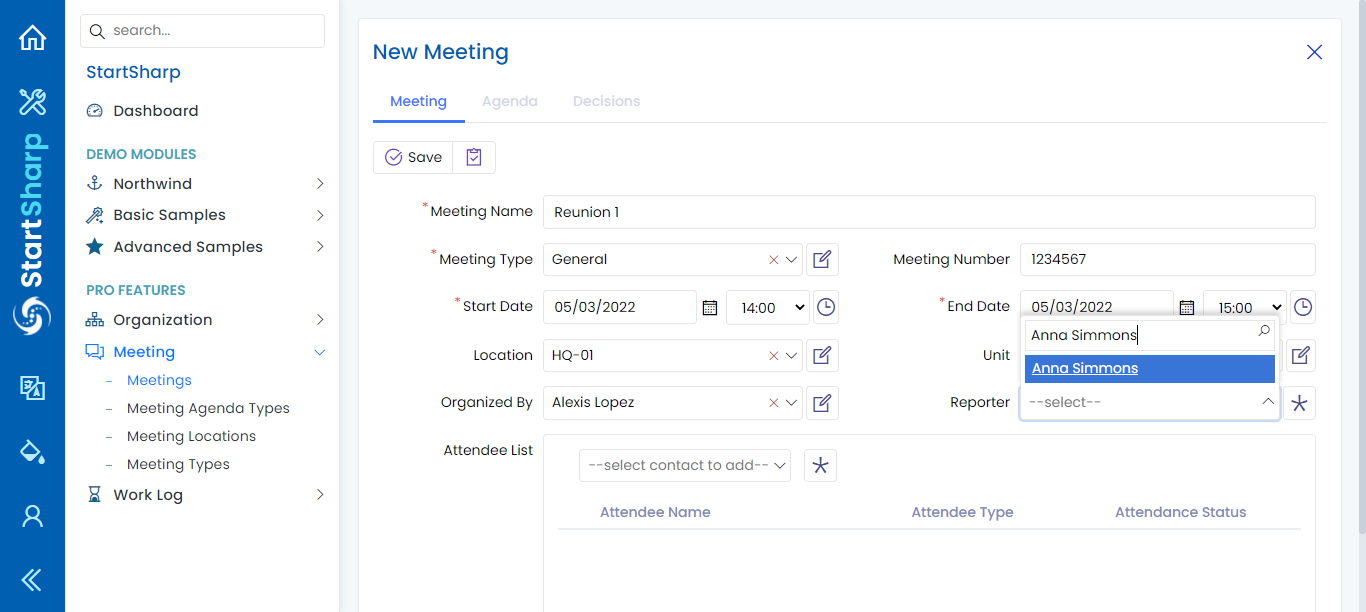 StartSharp
search...
StartSharp
Dashboard
DEMO MODULES
Northwind
Basic Samples
Advanced Samples
PRO FEATURES
Organization
Meeting
Meetings
Meeting Agenda Types
Meeting Locations
Meeting Types
Work Log
New Meeting
Meeting Agenda Decisions
Save
*Meeting Name Reunion 1
*Meeting Type General Meeting Number 1234567
*Start Date 05/03/2022 14:00 *End Date 05/03/2022 15:00
Location HQ-01 Unit
Anna Simmons
Anna Simmons
Organized By Alexis Lopez Reporter --select--
Attendee List
--select contact to add--
Attendee Name Attendee Type Attendance Status